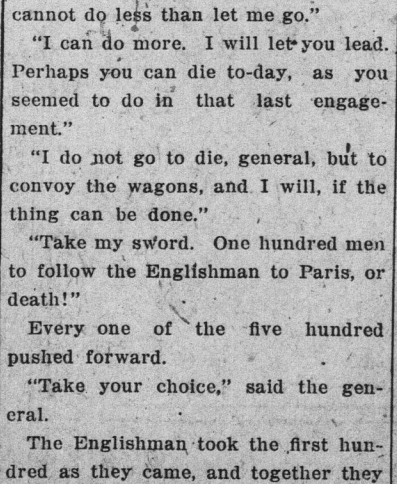 cannot do less than let me go."
"I can do more. I will let you lead.
Perhaps you can die to-day, as you
seemed to do in that last engage-
ment."
"I do not go to die, general, but to
convoy the wagons, and I will, if the
thing can be done."
"Take my sword. One hundred men
to follow the Englishman to Paris, or
death!"
Every one of the five hundred
pushed forward.
"Take your choice," said the gen-
eral.
The Englishman took the first hun-
dred as they came, and together they